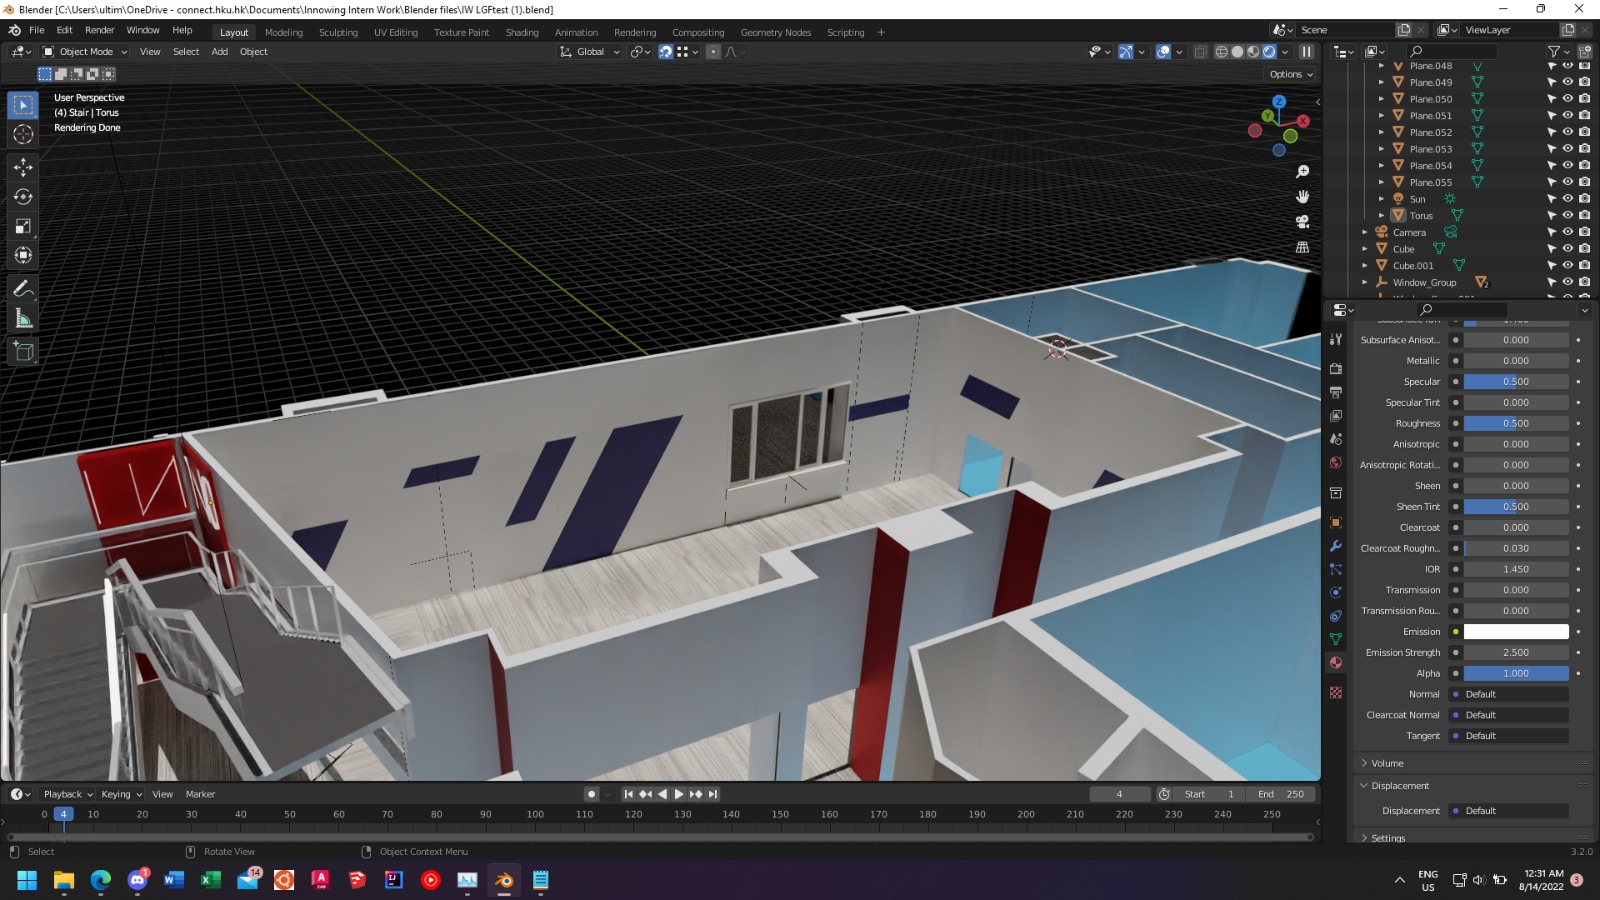 Blender [C:\Users\ultim\OneDrive - connect.hku.hk\Documents\Innowing Intern Work\Blender files\IW LGFtest (1).blend]
File Edit Render Window Help Layout Modeling Sculpting UV Editing Texture Paint Shading Animation Rendering Compositing Geometry Nodes Scripting + Scene ViewLayer
Object Mode View Select Add Object Global
Options
User Perspective
(4) Stair | Torus
Rendering Done
Z
Y
X
Plane.048
Plane.049
Plane.050
Plane.051
Plane.052
Plane.053
Plane.054
Plane.055
Sun
Torus
Camera
Cube
Cube.001
Window_Group 2
Subsurface Anisot... 0.000
Metallic 0.000
Specular 0.500
Specular Tint 0.000
Roughness 0.500
Anisotropic 0.000
Anisotropic Rotati... 0.000
Sheen 0.000
Sheen Tint 0.500
Clearcoat 0.000
Clearcoat Roughn... 0.030
IOR 1.450
Transmission 0.000
Transmission Rou... 0.000
Emission
Emission Strength 2.500
Alpha 1.000
Normal Default
Clearcoat Normal Default
Tangent Default
Volume
Displacement
Displacement Default
Settings
Playback Keying View Marker 4 Start 1 End 250
0 4 10 20 30 40 50 60 70 80 90 100 110 120 130 140 150 160 170 180 190 200 210 220 230 240 250
Select Rotate View Object Context Menu 3.2.0
1 14
ENG
US
12:31 AM
8/14/2022
3